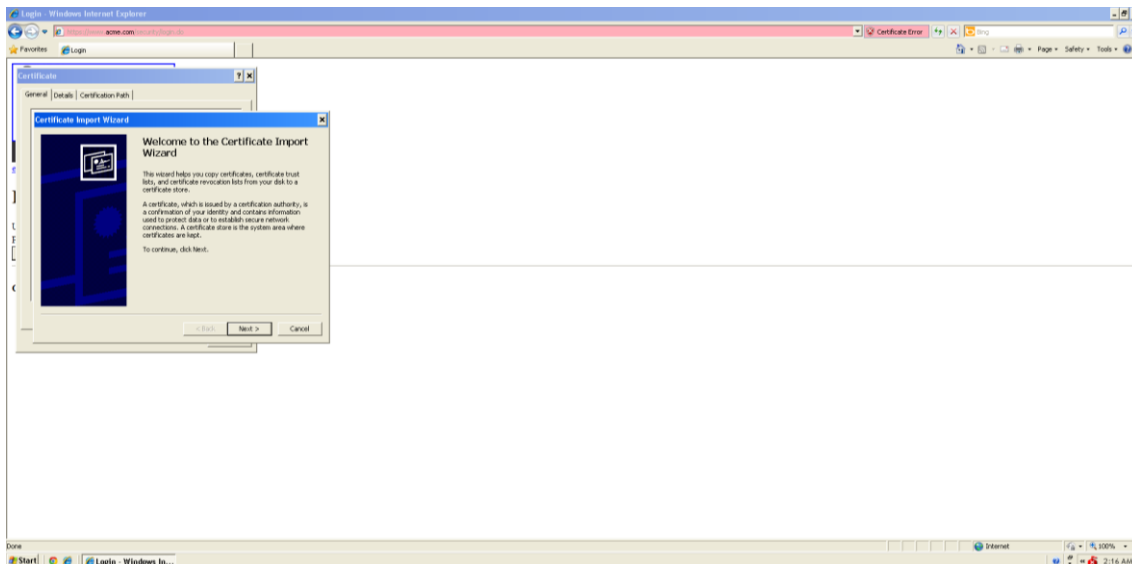 Login - Windows Internet Explorer
acme.com
Certificate Error
Bing
Favorites
Login
Page
Safety
Tools
Certificate
General
Details
Certification Path
Certificate Import Wizard
Welcome to the Certificate Import
Wizard
This wizard helps you copy certificates, certificate trust
lists, and certificate revocation lists from your disk to a
certificate store.
A certificate, which is issued by a certification authority, is
a confirmation of your identity and contains information
used to protect data or to establish secure network
connections. A certificate store is the system area where
certificates are kept.
To continue, click Next.
< Back
Next >
Cancel
Done
Internet
100%
Start
Login - Windows In...
2:16 AM